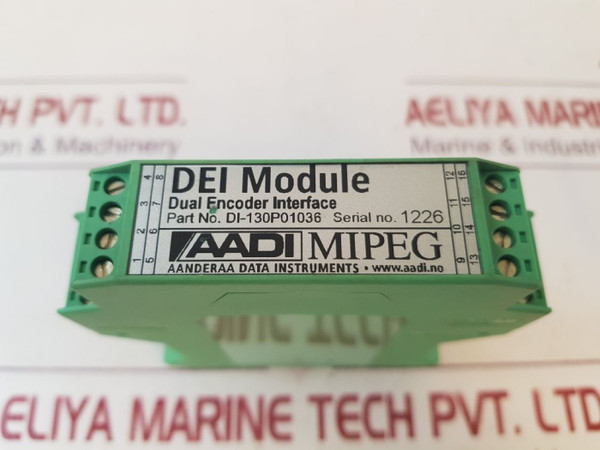 TECH PVT. LTD.
AELIYA MARINE
& Machinery
Marine & Industri
DEI Module
Dual Encoder Interface
Part No. DI-130P01036 Serial no. 1226
AADI MIPEG
AANDERAA DATA INSTRUMENTS • www.aadi.no
4 8
3 7
2 6
1 5
12 16
11 15
10 14
9 13
AELIYA MARINE TECH PVT. LTD